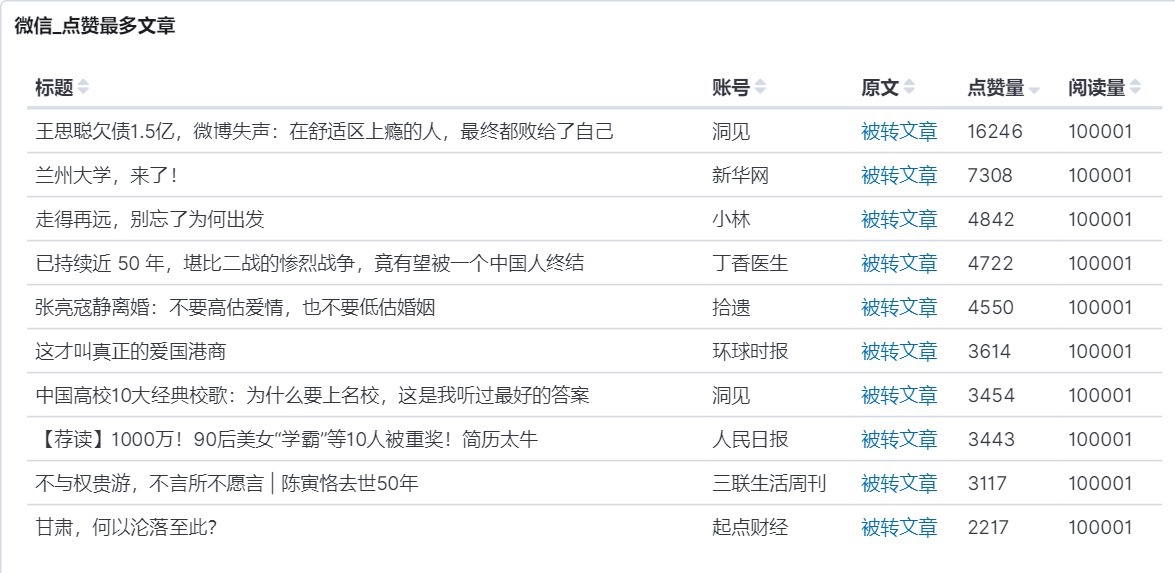 微信_点赞最多文章
标题 账号 原文 点赞量 阅读量
王思聪欠债1.5亿，微博失声：在舒适区上瘾的人，最终都败给了自己 洞见 被转文章 16246 100001
兰州大学，来了！ 新华网 被转文章 7308 100001
走得再远，别忘了为何出发 小林 被转文章 4842 100001
已持续近 50 年，堪比二战的惨烈战争，竟有望被一个中国人终结 丁香医生 被转文章 4722 100001
张亮寇静离婚：不要高估爱情，也不要低估婚姻 拾遗 被转文章 4550 100001
这才叫真正的爱国港商 环球时报 被转文章 3614 100001
中国高校10大经典校歌：为什么要上名校，这是我听过最好的答案 洞见 被转文章 3454 100001
【荐读】1000万！90后美女“学霸”等10人被重奖！简历太牛 人民日报 被转文章 3443 100001
不与权贵游，不言所不愿言 | 陈寅恪去世50年 三联生活周刊 被转文章 3117 100001
甘肃，何以沦落至此？ 起点财经 被转文章 2217 100001